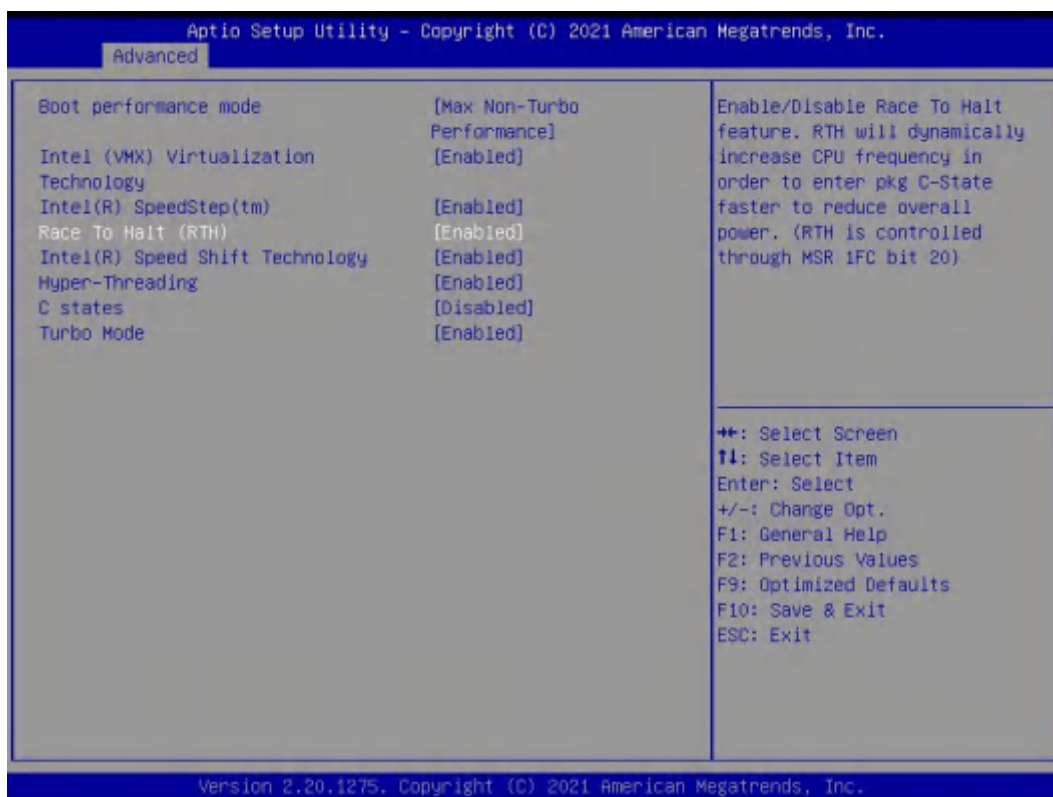 Aptio Setup Utility - Copyright (C) 2021 American Megatrends, Inc.
Advanced
Boot performance mode [Max Non-Turbo
Performance]
Intel (VMX) Virtualization [Enabled]
Technology
Intel(R) SpeedStep(tm) [Enabled]
Race To Halt (RTH) [Enabled]
Intel(R) Speed Shift Technology [Enabled]
Hyper-Threading [Enabled]
C states [Disabled]
Turbo Mode [Enabled]
Enable/Disable Race To Halt
feature. RTH will dynamically
increase CPU frequency in
order to enter pkg C-State
faster to reduce overall
power. (RTH is controlled
through MSR 1FC bit 20)
→←: Select Screen
↑↓: Select Item
Enter: Select
+/-: Change Opt.
F1: General Help
F2: Previous Values
F9: Optimized Defaults
F10: Save & Exit
ESC: Exit
Version 2.20.1275. Copyright (C) 2021 American Megatrends, Inc.